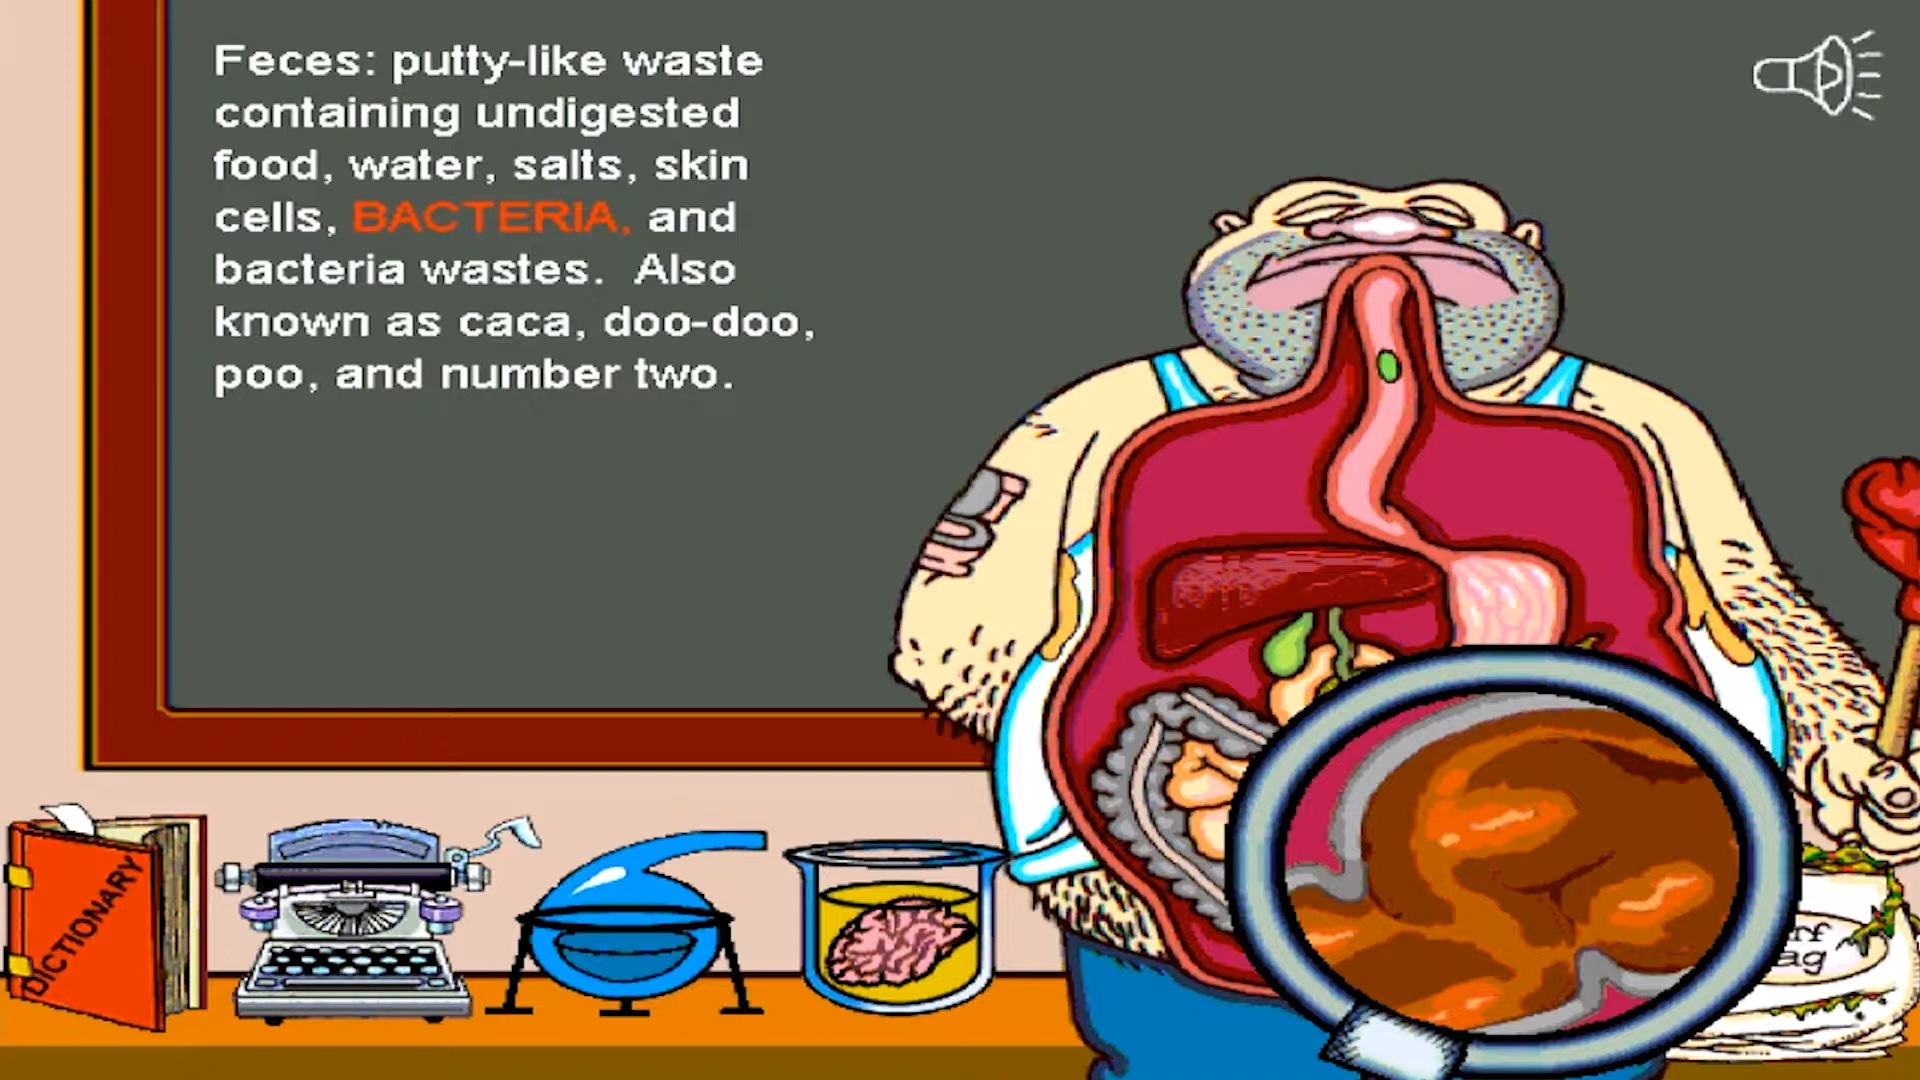 Feces: putty-like waste
containing undigested
food, water, salts, skin
cells, BACTERIA, and
bacteria wastes.  Also
known as caca, doo-doo,
poo, and number two.
DICTIONARY